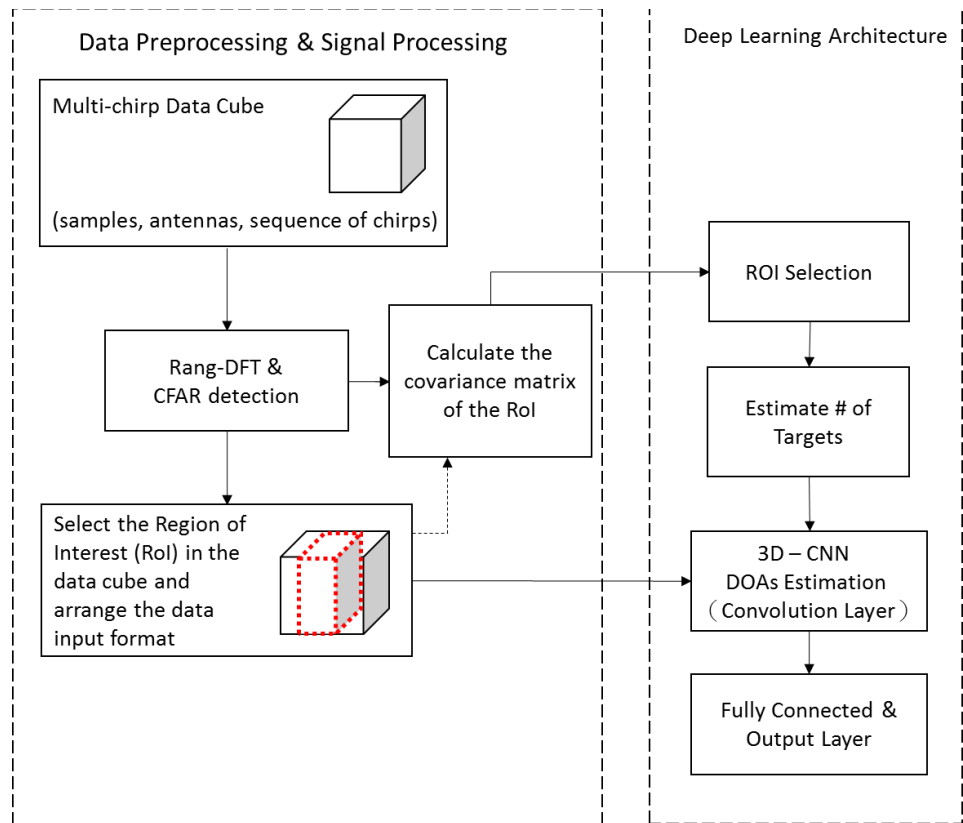 Data Preprocessing & Signal Processing
Multi-chirp Data Cube
(samples, antennas, sequence of chirps)
Rang-DFT &
CFAR detection
Calculate the
covariance matrix
of the RoI
Select the Region of
Interest (RoI) in the
data cube and
arrange the data
input format
Deep Learning Architecture
ROI Selection
Estimate # of
Targets
3D – CNN
DOAs Estimation
（Convolution Layer）
Fully Connected &
Output Layer